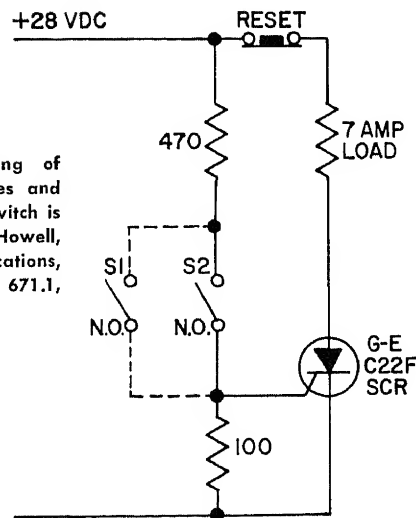 +28 VDC
RESET
470
7 AMP
LOAD
ng of
es and
witch is
Howell,
cations,
671.1,
S1
S2
N.O.
N.O.
G-E
C22F
SCR
100